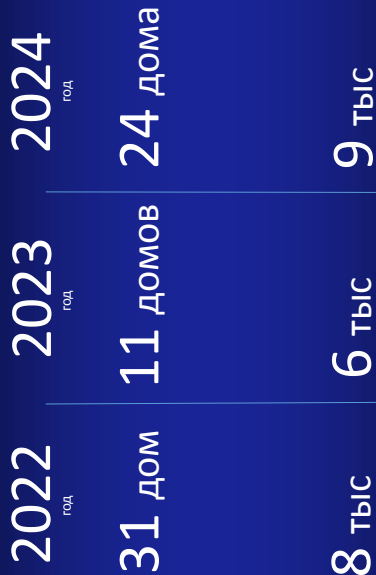 2022
год
31 дом
8 тыс
2023
год
11 домов
6 тыс
2024
год
24 дома
9 тыс